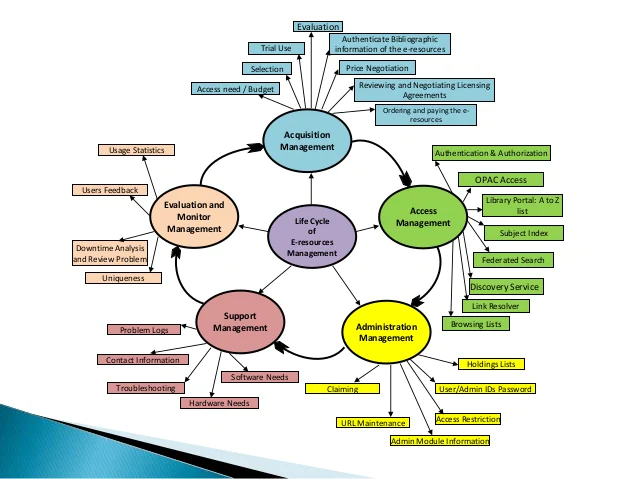 Evaluation
Authenticate Bibliographic
information of the e-resources
Trial Use
Selection
Price Negotiation
Access need / Budget
Reviewing and Negotiating Licensing
Agreements
Ordering and paying the e-
resources
Acquisition
Management
Usage Statistics
Users Feedback
Evaluation and
Monitor
Management
Downtime Analysis
and Review Problem
Uniqueness
Life Cycle
of
E-resources
Management
Access
Management
Authentication & Authorization
OPAC Access
Library Portal: A to Z
list
Subject Index
Federated Search
Discovery Service
Link Resolver
Browsing Lists
Support
Management
Problem Logs
Contact Information
Troubleshooting
Hardware Needs
Software Needs
Administration
Management
Holdings Lists
User/Admin IDs Password
Access Restriction
Admin Module Information
URL Maintenance
Claiming